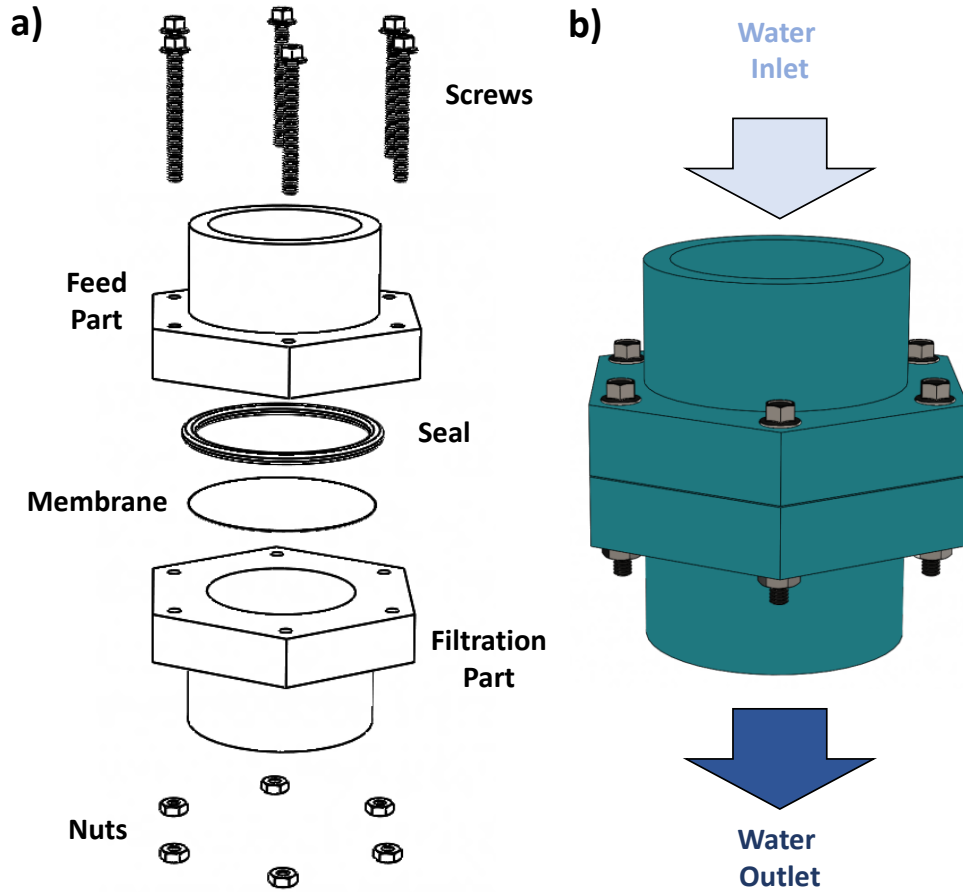 a)
Screws
Feed
Part
Seal
Membrane
Filtration
Part
Nuts
b)
Water
Inlet
Water
Outlet